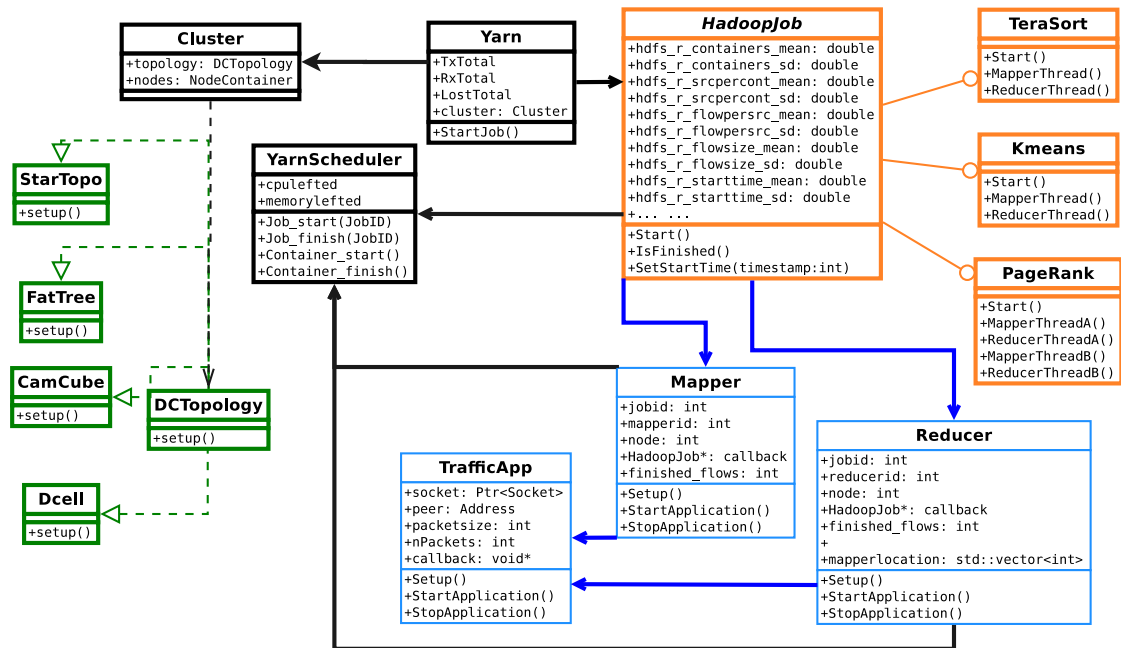 Cluster
+topology: DCTopology
+nodes: NodeContainer
Yarn
+TxTotal
+RxTotal
+LostTotal
+cluster: Cluster
+StartJob()
HadoopJob
+hdfs_r_containers_mean: double
+hdfs_r_containers_sd: double
+hdfs_r_srcpercont_mean: double
+hdfs_r_srcpercont_sd: double
+hdfs_r_flowpersrc_mean: double
+hdfs_r_flowpersrc_sd: double
+hdfs_r_flowsize_mean: double
+hdfs_r_flowsize_sd: double
+hdfs_r_starttime_mean: double
+hdfs_r_starttime_sd: double
+... ...
+Start()
+IsFinished()
+SetStartTime(timestamp:int)
TeraSort
+Start()
+MapperThread()
+ReducerThread()
Kmeans
+Start()
+MapperThread()
+ReducerThread()
PageRank
+Start()
+MapperThreadA()
+ReducerThreadA()
+MapperThreadB()
+ReducerThreadB()
YarnScheduler
+cpulefted
+memorylefted
+Job_start(JobID)
+Job_finish(JobID)
+Container_start()
+Container_finish()
StarTopo
+setup()
FatTree
+setup()
CamCube
+setup()
DCTopology
+setup()
Dcell
+setup()
Mapper
+jobid: int
+mapperid: int
+node: int
+HadoopJob*: callback
+finished_flows: int
+Setup()
+StartApplication()
+StopApplication()
TrafficApp
+socket: Ptr<Socket>
+peer: Address
+packetsize: int
+nPackets: int
+callback: void*
+Setup()
+StartApplication()
+StopApplication()
Reducer
+jobid: int
+reducerid: int
+node: int
+HadoopJob*: callback
+finished_flows: int
+
+mapperlocation: std::vector<int>
+Setup()
+StartApplication()
+StopApplication()